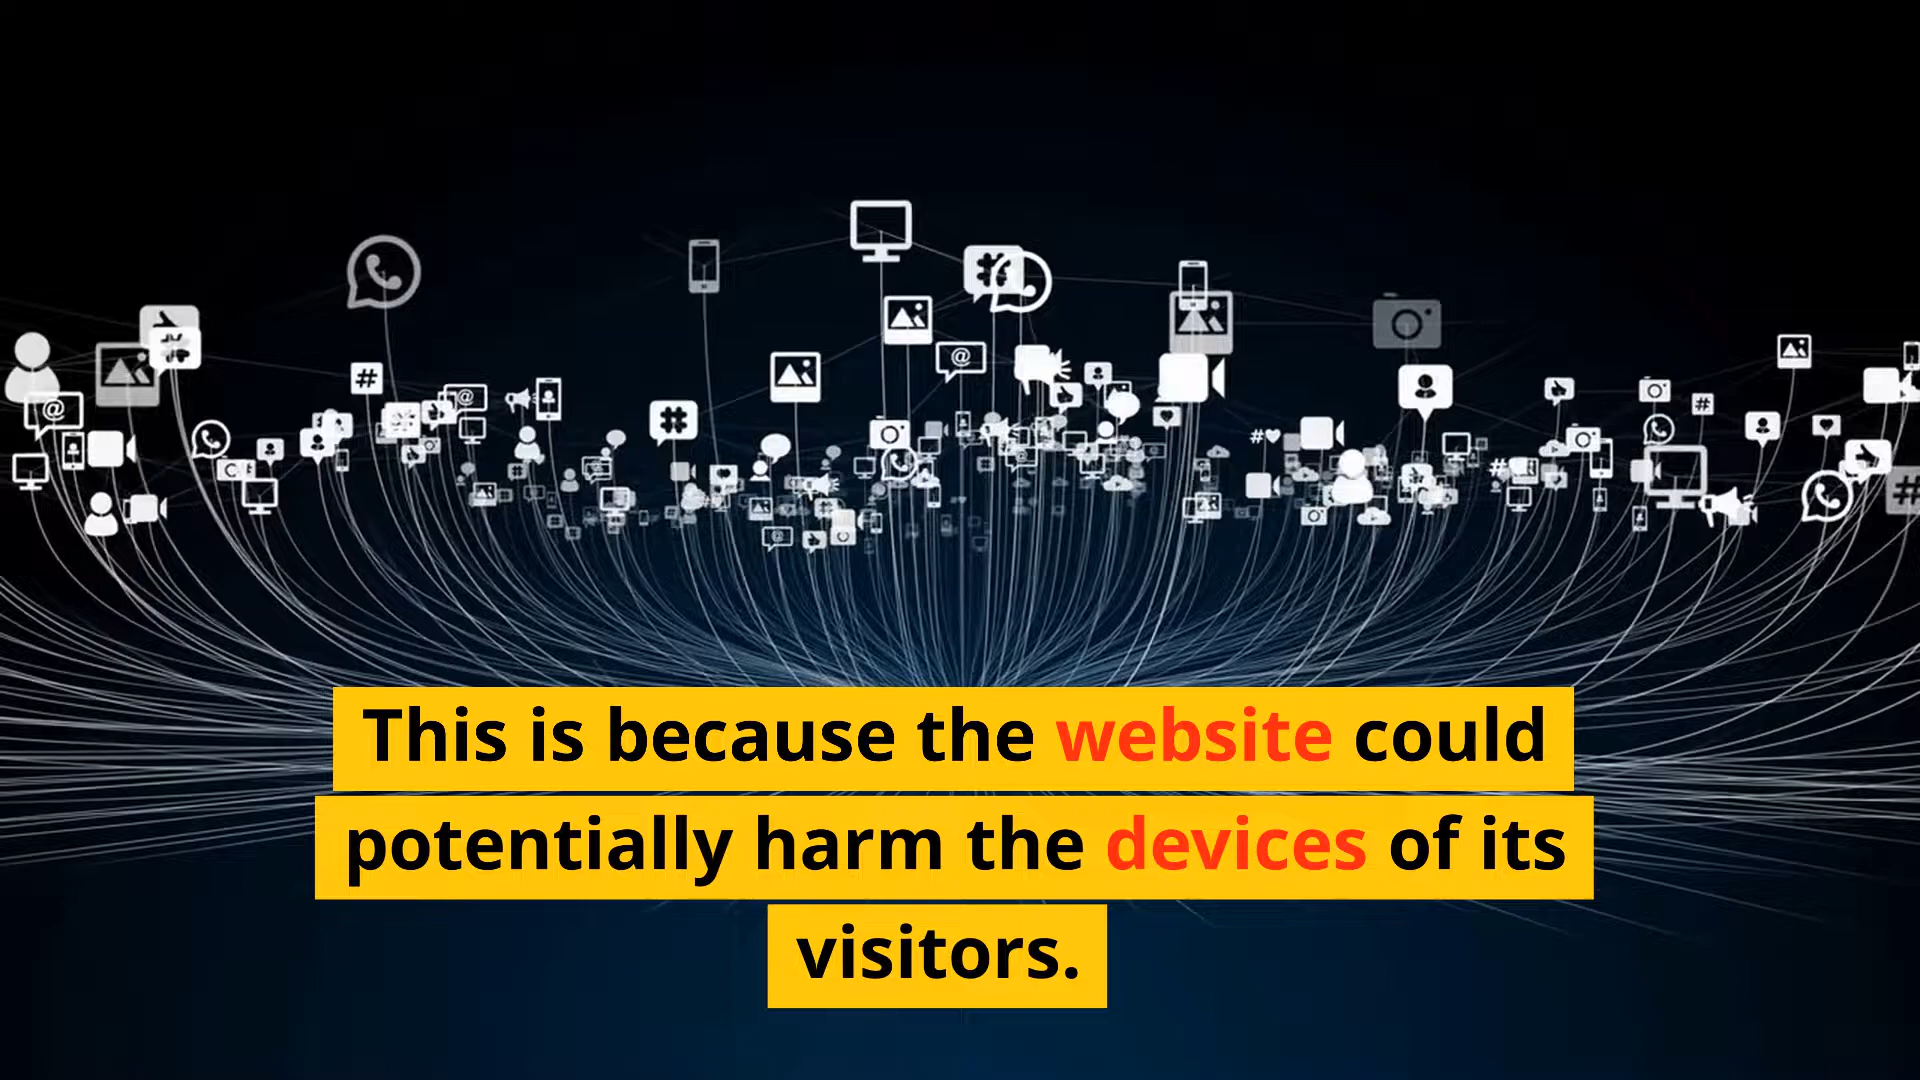 This is because the website could
potentially harm the devices of its
visitors.